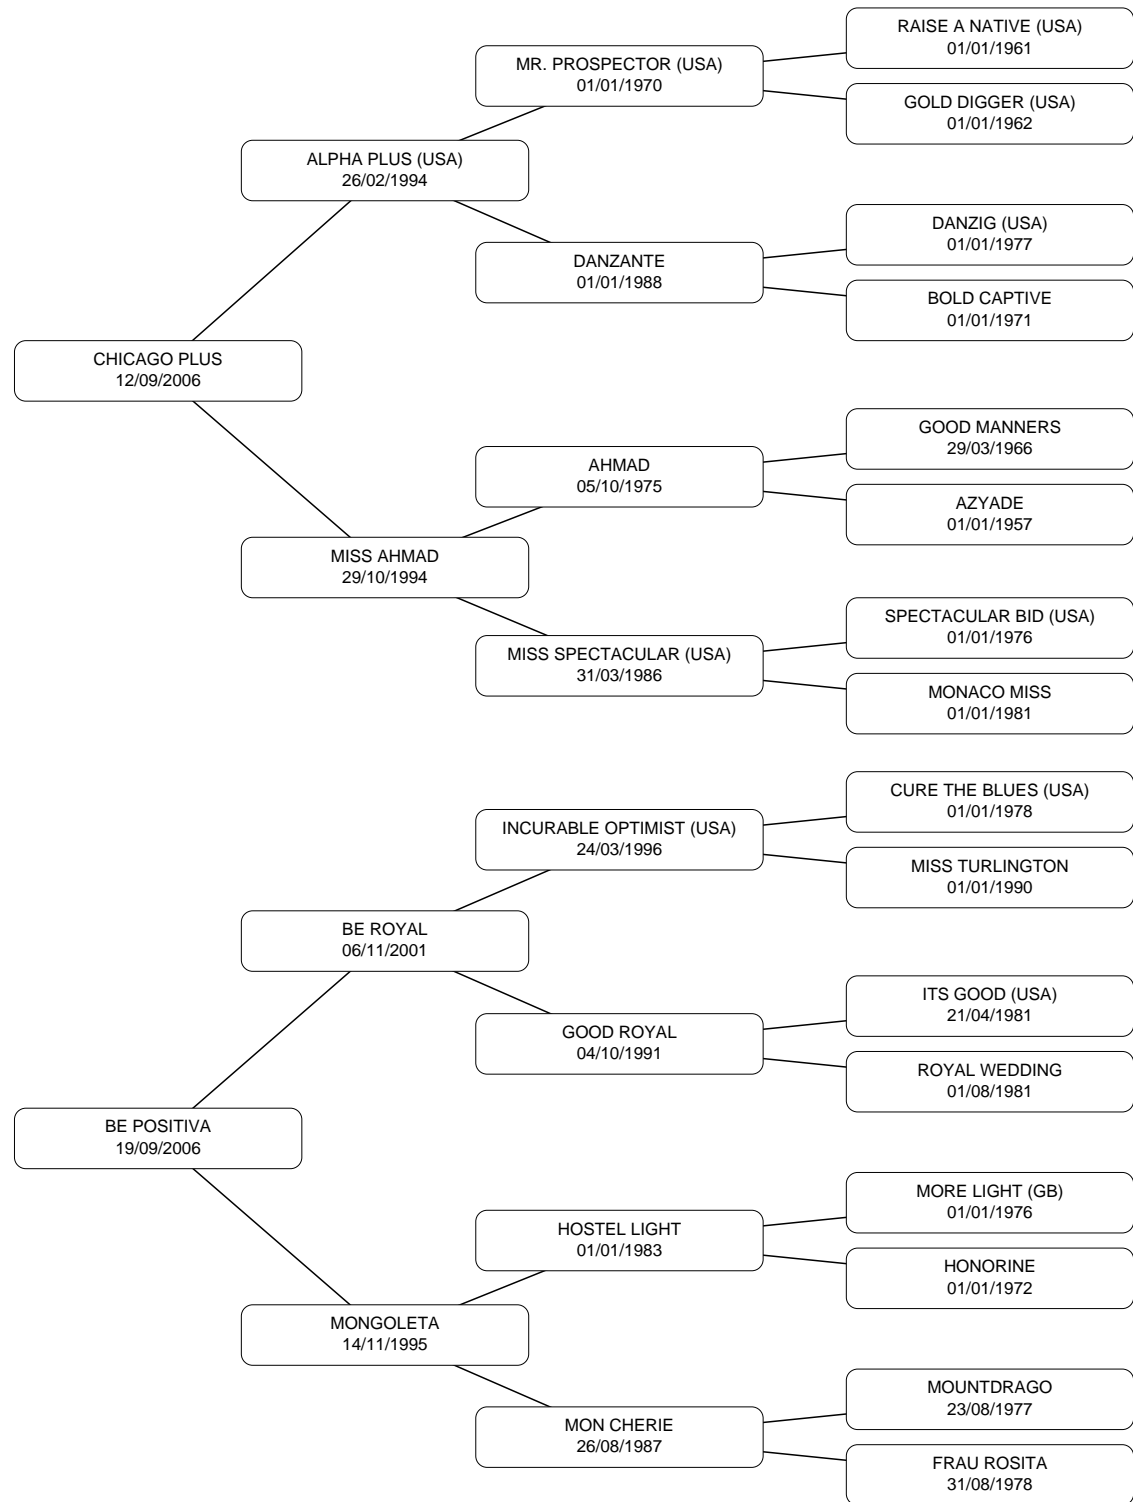 RAISE A NATIVE (USA)
01/01/1961
MR. PROSPECTOR (USA)
01/01/1970
GOLD DIGGER (USA)
01/01/1962
ALPHA PLUS (USA)
26/02/1994
DANZIG (USA)
01/01/1977
DANZANTE
01/01/1988
BOLD CAPTIVE
01/01/1971
CHICAGO PLUS
12/09/2006
GOOD MANNERS
29/03/1966
AHMAD
05/10/1975
AZYADE
01/01/1957
MISS AHMAD
29/10/1994
SPECTACULAR BID (USA)
01/01/1976
MISS SPECTACULAR (USA)
31/03/1986
MONACO MISS
01/01/1981
CURE THE BLUES (USA)
01/01/1978
INCURABLE OPTIMIST (USA)
24/03/1996
MISS TURLINGTON
01/01/1990
BE ROYAL
06/11/2001
ITS GOOD (USA)
21/04/1981
GOOD ROYAL
04/10/1991
ROYAL WEDDING
01/08/1981
BE POSITIVA
19/09/2006
MORE LIGHT (GB)
01/01/1976
HOSTEL LIGHT
01/01/1983
HONORINE
01/01/1972
MONGOLETA
14/11/1995
MOUNTDRAGO
23/08/1977
MON CHERIE
26/08/1987
FRAU ROSITA
31/08/1978